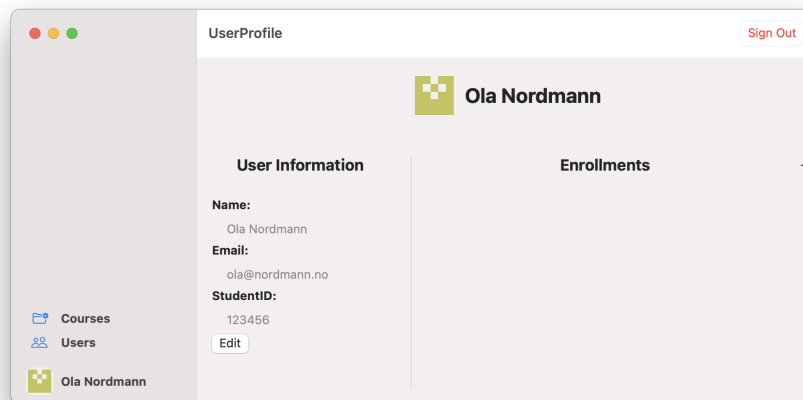 UserProfile
Sign Out
Ola Nordmann
User Information
Enrollments
Name:
Ola Nordmann
Email:
ola@nordmann.no
StudentID:
123456
Edit
Courses
Users
Ola Nordmann